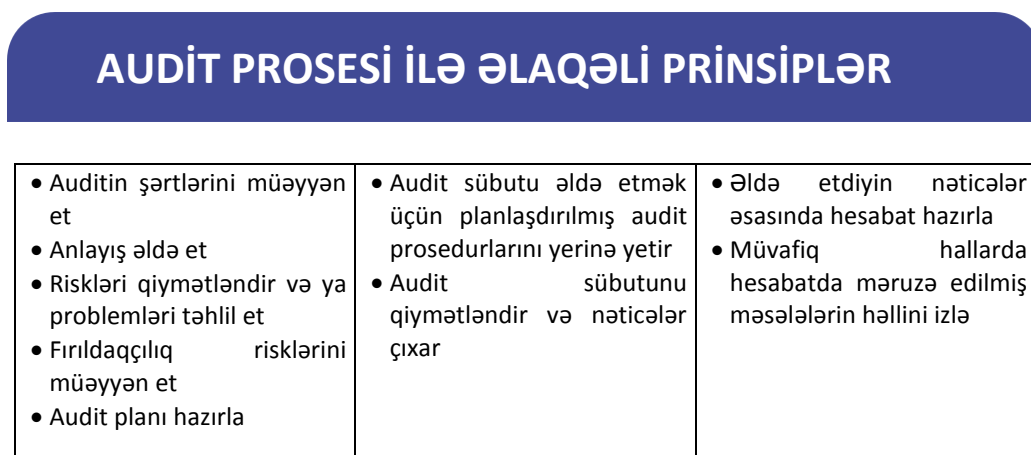 AUDİT PROSESİ İLƏ ƏLAQƏLİ PRİNSİPLƏR
• Auditin şərtlərini müəyyən
et
• Anlayış əldə et
• Riskləri qiymətləndir və ya
problemləri təhlil et
• Fırıldaqçılıq risklərini
müəyyən et
• Audit planı hazırla
• Audit sübutu əldə etmək
üçün planlaşdırılmış audit
prosedurlarını yerinə yetir
• Audit sübutunu
qiymətləndir və nəticələr
çıxar
• Əldə etdiyin nəticələr
əsasında hesabat hazırla
• Müvafiq hallarda
hesabatda məruzə edilmiş
məsələlərin həllini izlə